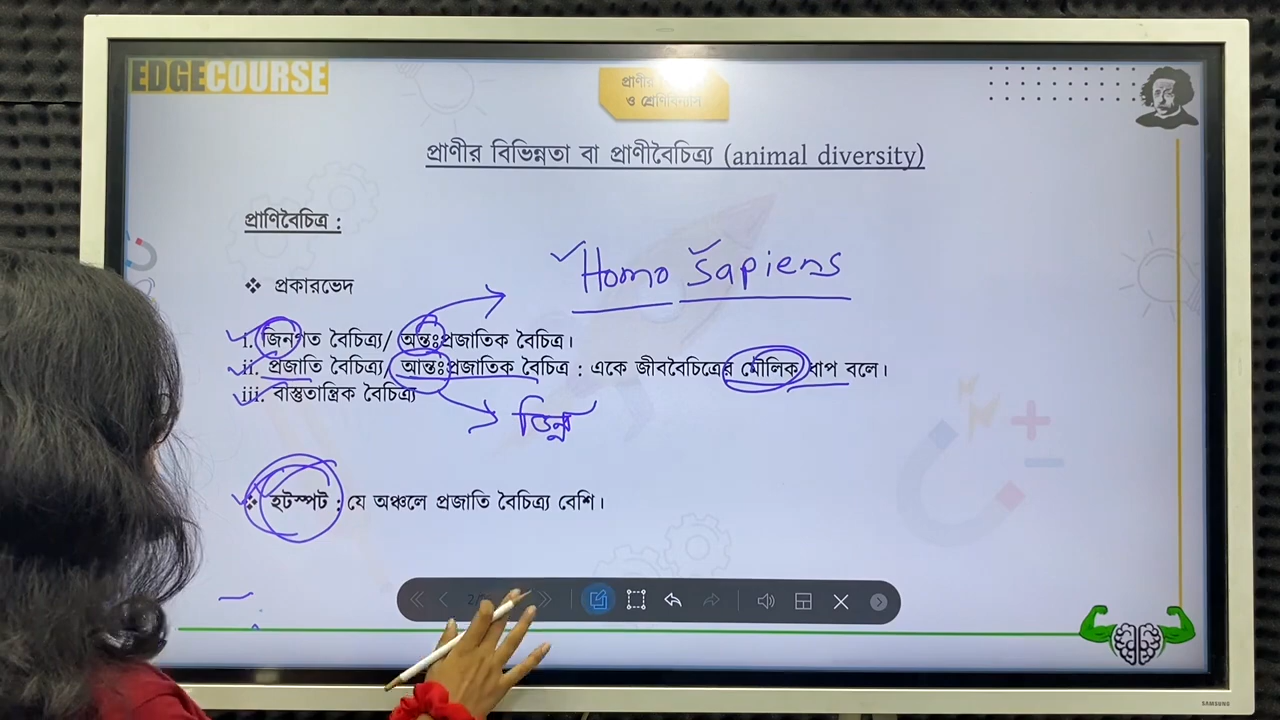 EDGECOURSE
প্রাণীর
ও শ্রেণিবিন্যাস
প্রাণীর বিভিন্নতা বা প্রাণীবৈচিত্র্য (animal diversity)
প্রাণিবৈচিত্র :
❖ প্রকারভেদ
Homo Sapiens
i. জিনগত বৈচিত্র্য/ অন্তঃপ্রজাতিক বৈচিত্র।
ii. প্রজাতি বৈচিত্র্য/ আন্তঃপ্রজাতিক বৈচিত্র : একে জীববৈচিত্রের মৌলিক ধাপ বলে।
iii. বাস্তুতান্ত্রিক বৈচিত্র্য
ভিন্ন
❖ হটস্পট : যে অঞ্চলে প্রজাতি বৈচিত্র্য বেশি।
SAMSUNG